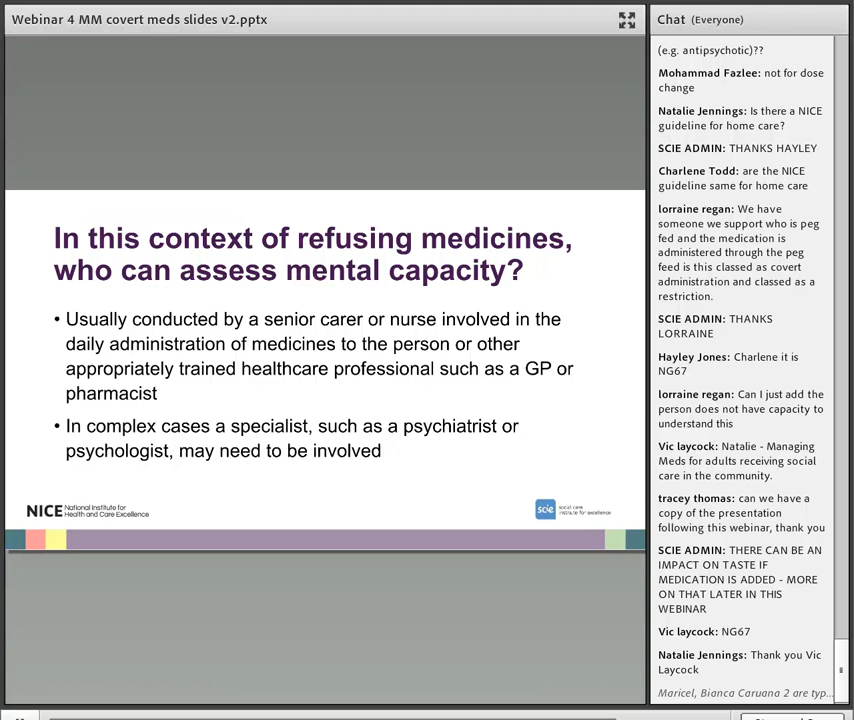 Webinar 4 MM covert meds slides v2.pptx
In this context of refusing medicines,
who can assess mental capacity?
• Usually conducted by a senior carer or nurse involved in the
daily administration of medicines to the person or other
appropriately trained healthcare professional such as a GP or
pharmacist
• In complex cases a specialist, such as a psychiatrist or
psychologist, may need to be involved
NICE National Institute for
Health and Care Excellence
scie social care
institute for excellence
Chat (Everyone)
(e.g. antipsychotic)??
Mohammad Fazlee: not for dose
change
Natalie Jennings: Is there a NICE
guideline for home care?
SCIE ADMIN: THANKS HAYLEY
Charlene Todd: are the NICE
guideline same for home care
lorraine regan: We have
someone we support who is peg
fed and the medication is
administered through the peg
feed is this classed as covert
administration and classed as a
restriction.
SCIE ADMIN: THANKS
LORRAINE
Hayley Jones: Charlene it is
NG67
lorraine regan: Can I just add the
person does not have capacity to
understand this
Vic laycock: Natalie - Managing
Meds for adults receiving social
care in the community.
tracey thomas: can we have a
copy of the presentation
following this webinar, thank you
SCIE ADMIN: THERE CAN BE AN
IMPACT ON TASTE IF
MEDICATION IS ADDED - MORE
ON THAT LATER IN THIS
WEBINAR
Vic laycock: NG67
Natalie Jennings: Thank you Vic
Laycock
Maricel, Bianca Caruana 2 are typ...